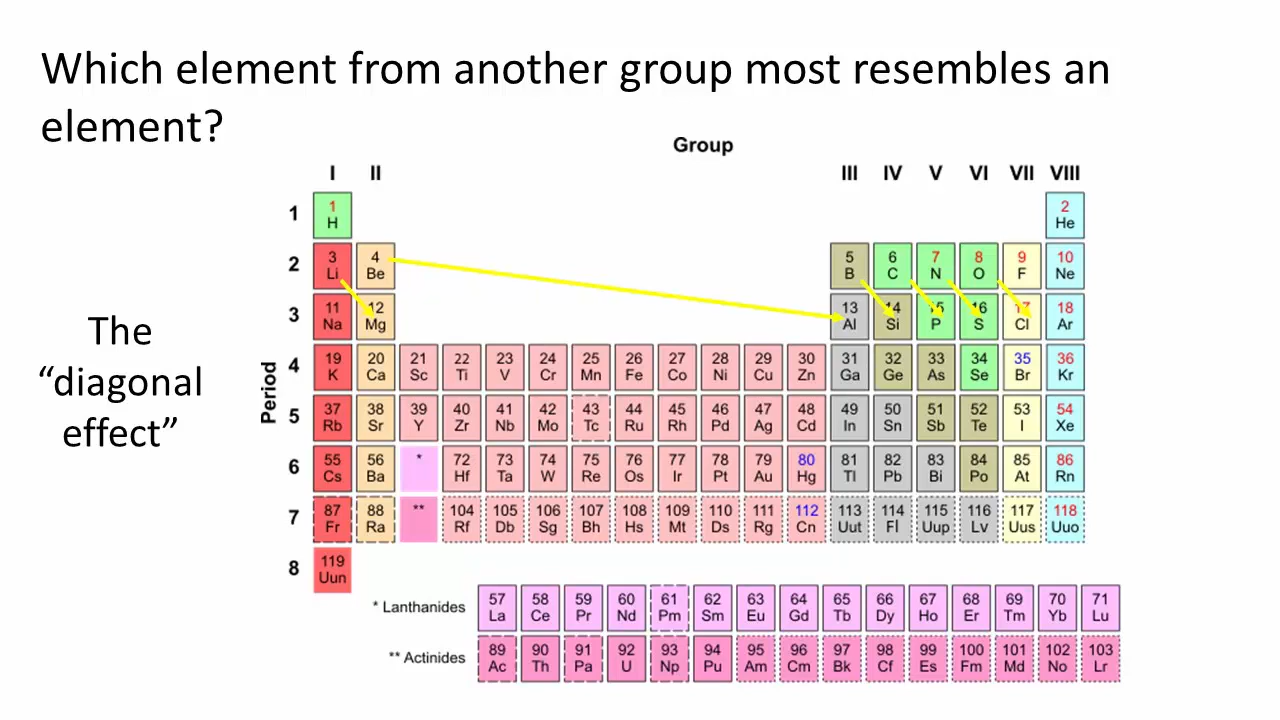 Which element from another group most resembles an
element?
Group
I II III IV V VI VII VIII
1 1 2
H He
2 3 4 5 6 7 8 9 10
Li Be B C N O F Ne
The
“diagonal
effect”
Period
3 11 12 13 14 15 16 17 18
Na Mg Al Si P S Cl Ar
4 19 20 21 22 23 24 25 26 27 28 29 30 31 32 33 34 35 36
K Ca Sc Ti V Cr Mn Fe Co Ni Cu Zn Ga Ge As Se Br Kr
5 37 38 39 40 41 42 43 44 45 46 47 48 49 50 51 52 53 54
Rb Sr Y Zr Nb Mo Tc Ru Rh Pd Ag Cd In Sn Sb Te I Xe
6 55 56 * 72 73 74 75 76 77 78 79 80 81 82 83 84 85 86
Cs Ba Hf Ta W Re Os Ir Pt Au Hg Tl Pb Bi Po At Rn
7 87 88 ** 104 105 106 107 108 109 110 111 112 113 114 115 116 117 118
Fr Ra Rf Db Sg Bh Hs Mt Ds Rg Cn Uut Fl Uup Lv Uus Uuo
8 119
Uun
* Lanthanides 57 58 59 60 61 62 63 64 65 66 67 68 69 70 71
La Ce Pr Nd Pm Sm Eu Gd Tb Dy Ho Er Tm Yb Lu
** Actinides 89 90 91 92 93 94 95 96 97 98 99 100 101 102 103
Ac Th Pa U Np Pu Am Cm Bk Cf Es Fm Md No Lr